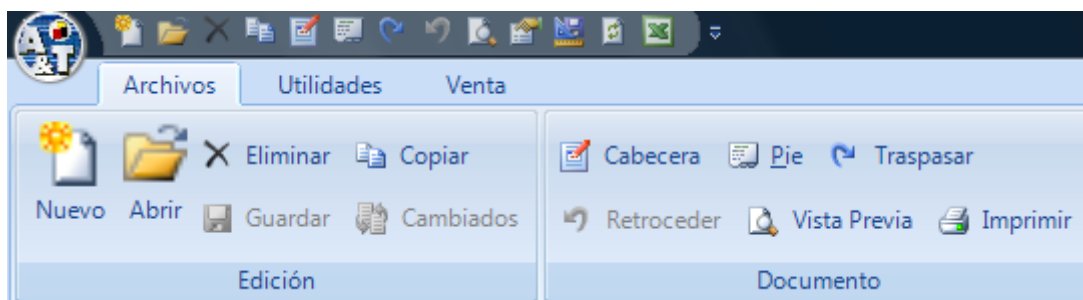 A&T
Archivos Utilidades Venta
Eliminar Copiar Cabecera Pie Traspasar
Nuevo Abrir Guardar Cambiados Retroceder Vista Previa Imprimir
Edición Documento